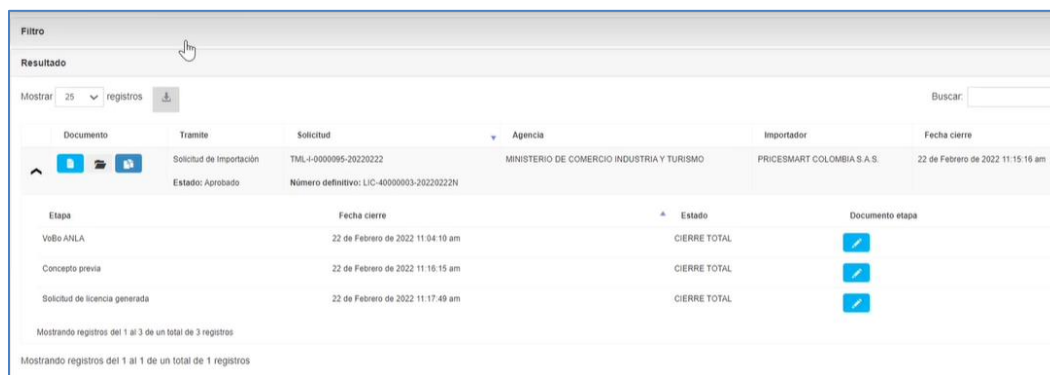 Filtro
Resultado
Mostrar 25 registros Buscar:
Documento Tramite Solicitud Agencia Importador Fecha cierre
Solicitud de Importación TML-I-0000095-20220222 MINISTERIO DE COMERCIO INDUSTRIA Y TURISMO PRICESMART COLOMBIA S.A.S. 22 de Febrero de 2022 11:15:16 am
Estado: Aprobado Número definitivo: LIC-40000003-20220222N
Etapa Fecha cierre Estado Documento etapa
VoBo ANLA 22 de Febrero de 2022 11:04:10 am CIERRE TOTAL
Concepto previa 22 de Febrero de 2022 11:16:15 am CIERRE TOTAL
Solicitud de licencia generada 22 de Febrero de 2022 11:17:49 am CIERRE TOTAL
Mostrando registros del 1 al 3 de un total de 3 registros
Mostrando registros del 1 al 1 de un total de 1 registros